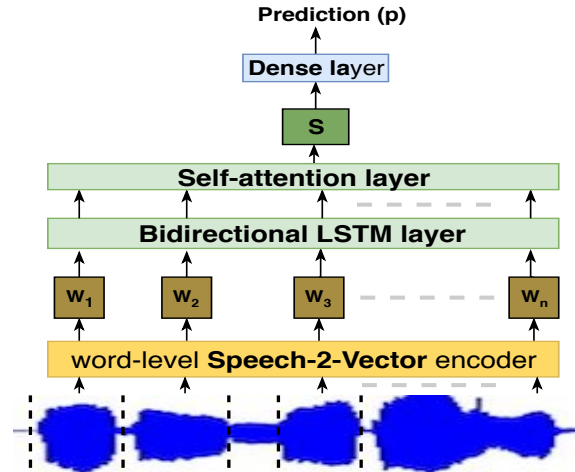 Prediction (p)
Dense layer
S
Self-attention layer
Bidirectional LSTM layer
w1 w2 w3 wn
word-level Speech-2-Vector encoder